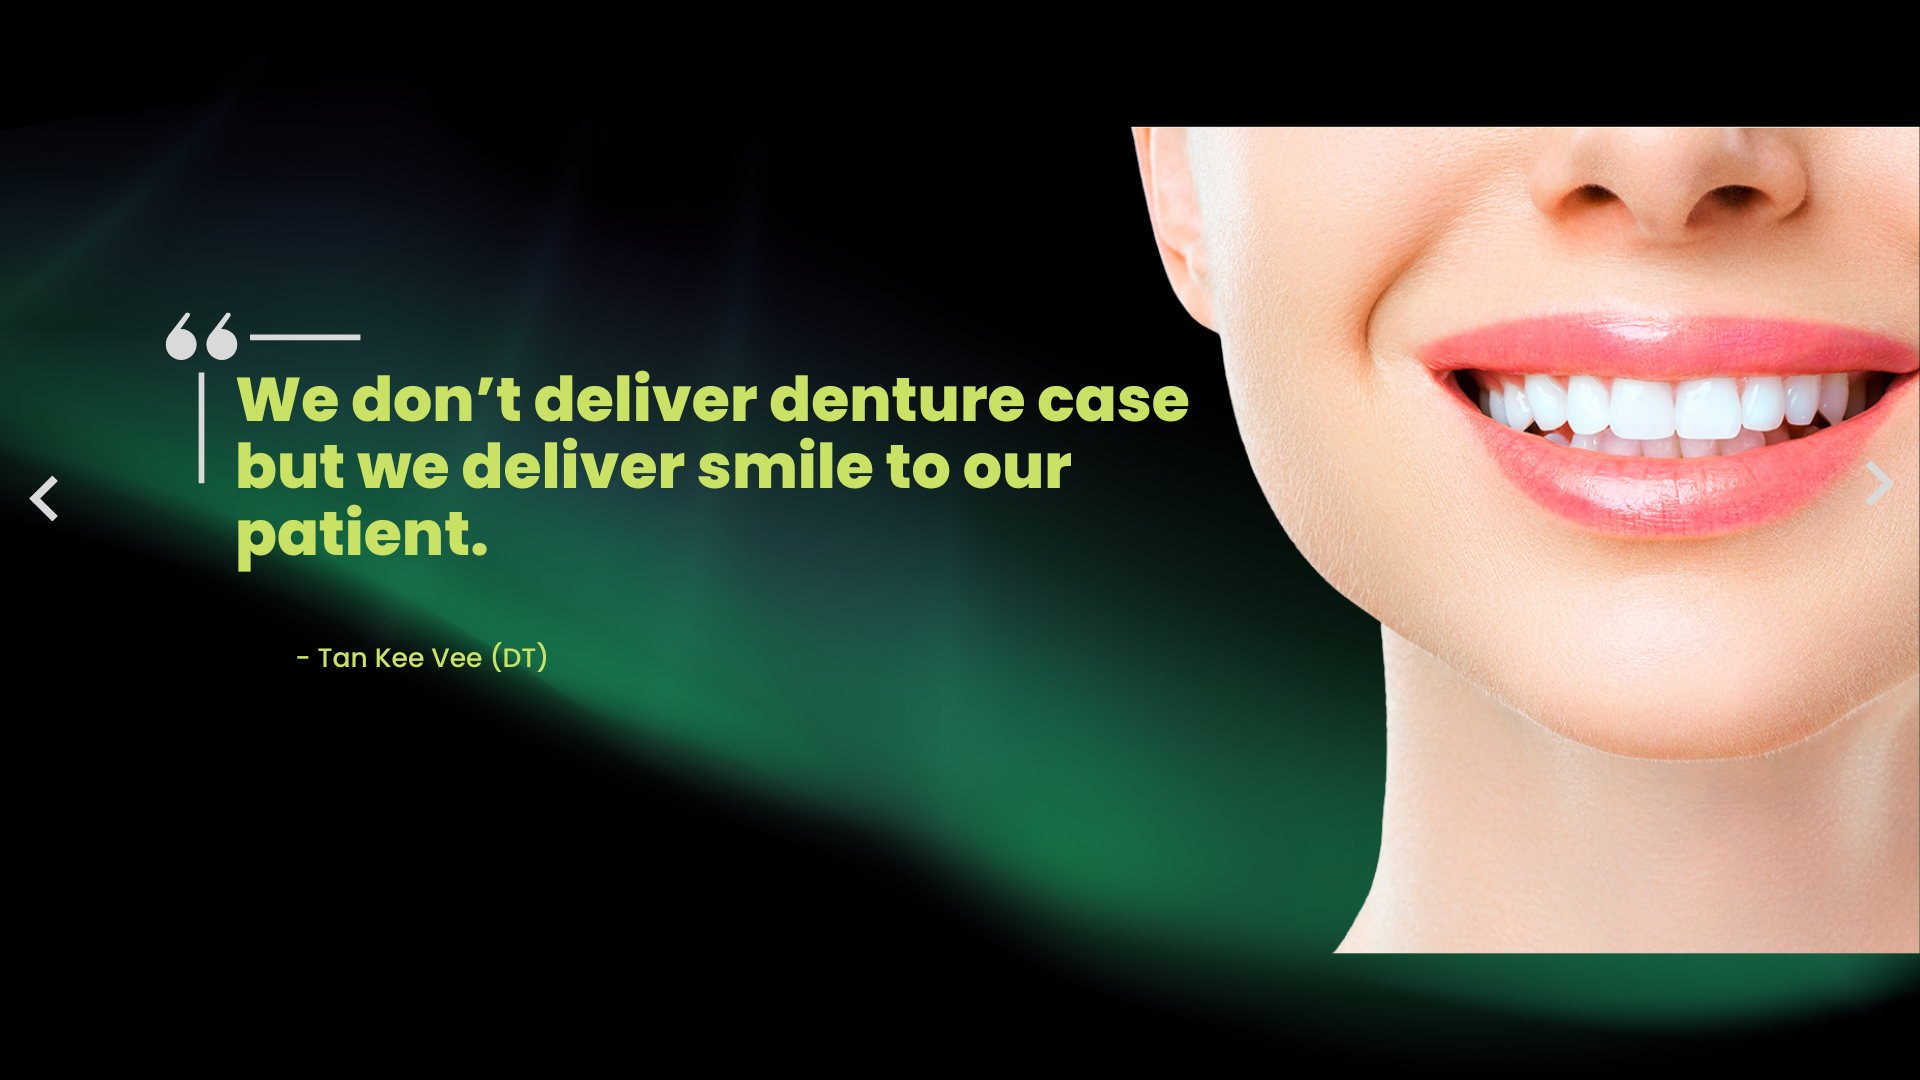 We don’t deliver denture case
but we deliver smile to our
patient.
- Tan Kee Vee (DT)